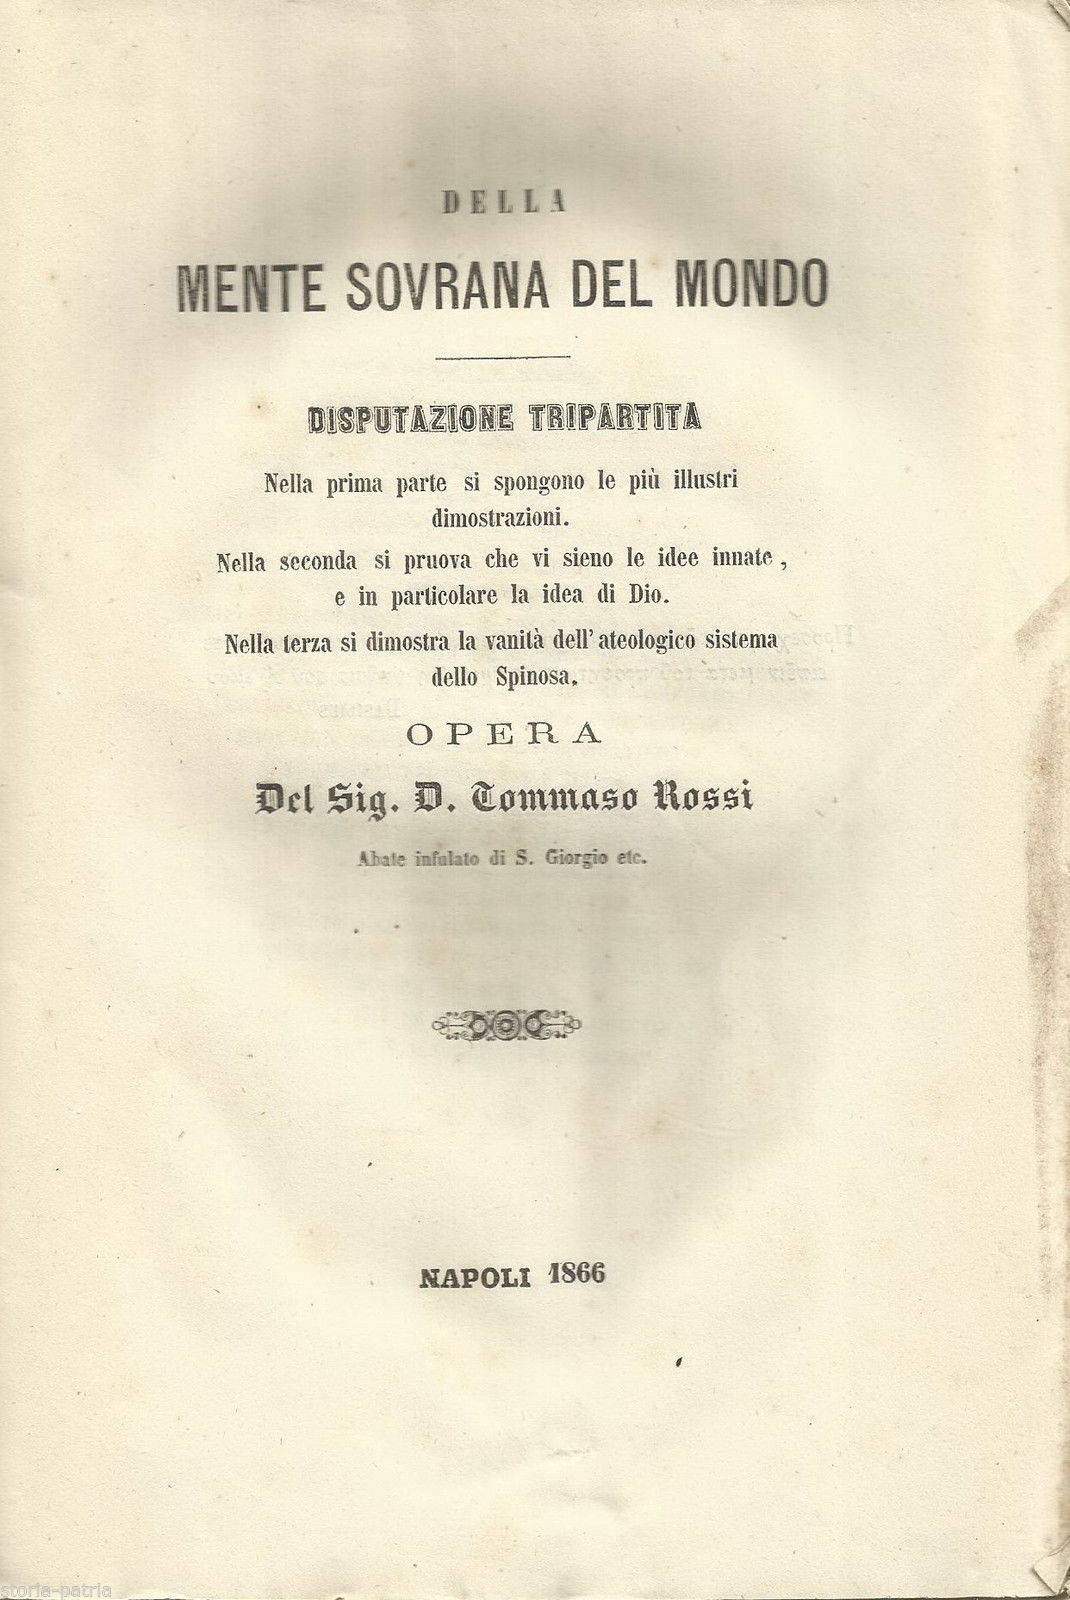 DELLA
MENTE SOVRANA DEL MONDO
DISPUTAZIONE TRIPARTITA
Nella prima parte si spongono le più illustri
dimostrazioni.
Nella seconda si pruova che vi sieno le idee innate,
e in particolare la idea di Dio.
Nella terza si dimostra la vanità dell' ateologico sistema
dello Spinosa.
OPERA
Del Sig. D. Tommaso Rossi
Abate infulato di S. Giorgio etc.
NAPOLI 1866
storia-patria